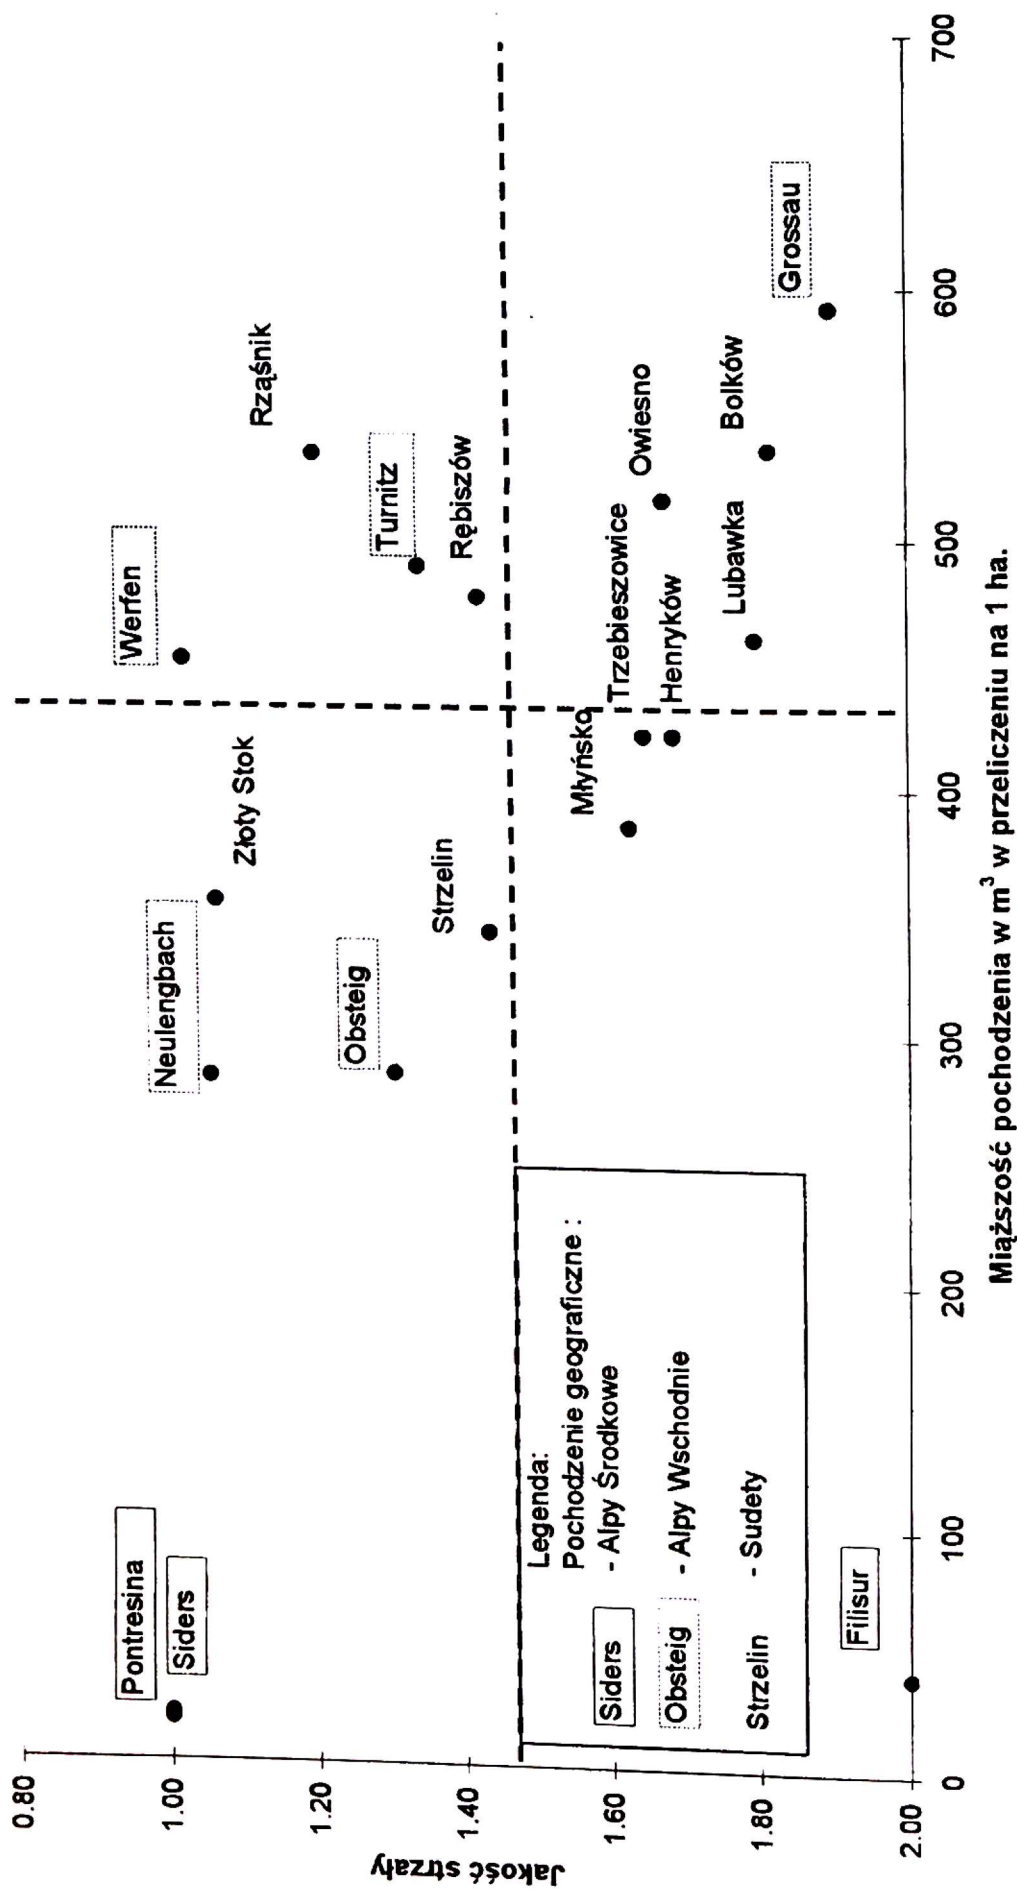 0.80
1.00
1.20
1.40
1.60
1.80
2.00
Jakość strzały
Pontresina
Siders
Neulengbach
Złoty Stok
Werfen
Rząśnik
Obsteig
Turnitz
Strzelin
Rębiszów
Młyńsko
Trzebieszowice
Owiesno
Henryków
Lubawka
Bolków
Grossau
Filisur
Legenda:
Pochodzenie geograficzne :
Siders - Alpy Środkowe
Obsteig - Alpy Wschodnie
Strzelin - Sudety
0 100 200 300 400 500 600 700
Miąższość pochodzenia w m³ w przeliczeniu na 1 ha.